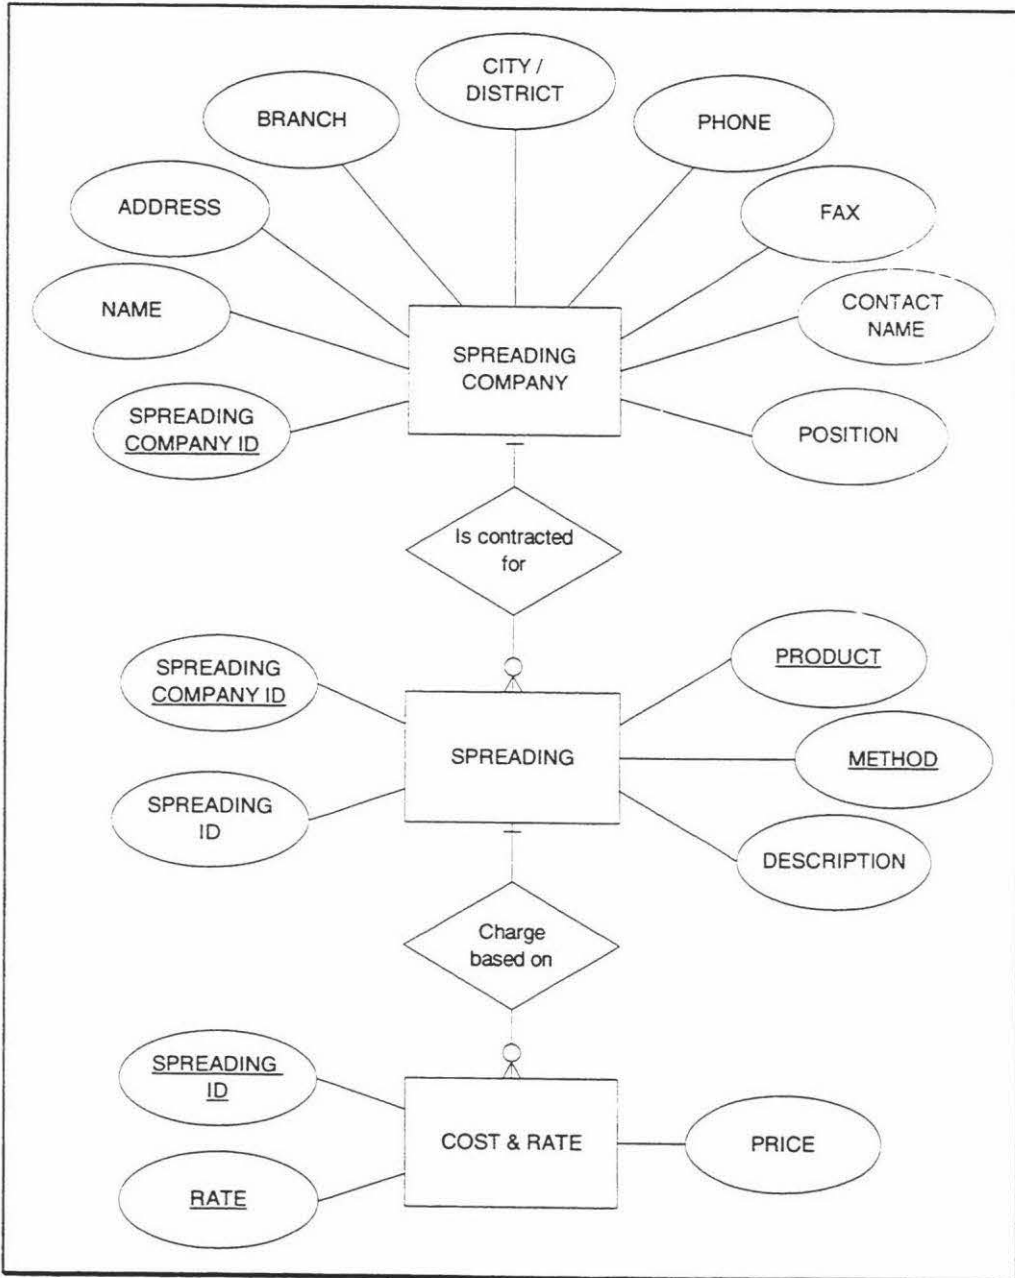 CITY /
DISTRICT
BRANCH
PHONE
ADDRESS
FAX
NAME
CONTACT
NAME
SPREADING
COMPANY
SPREADING
COMPANY ID
POSITION
Is contracted
for
SPREADING
COMPANY ID
PRODUCT
SPREADING
METHOD
SPREADING
ID
DESCRIPTION
Charge
based on
SPREADING
ID
COST & RATE
PRICE
RATE